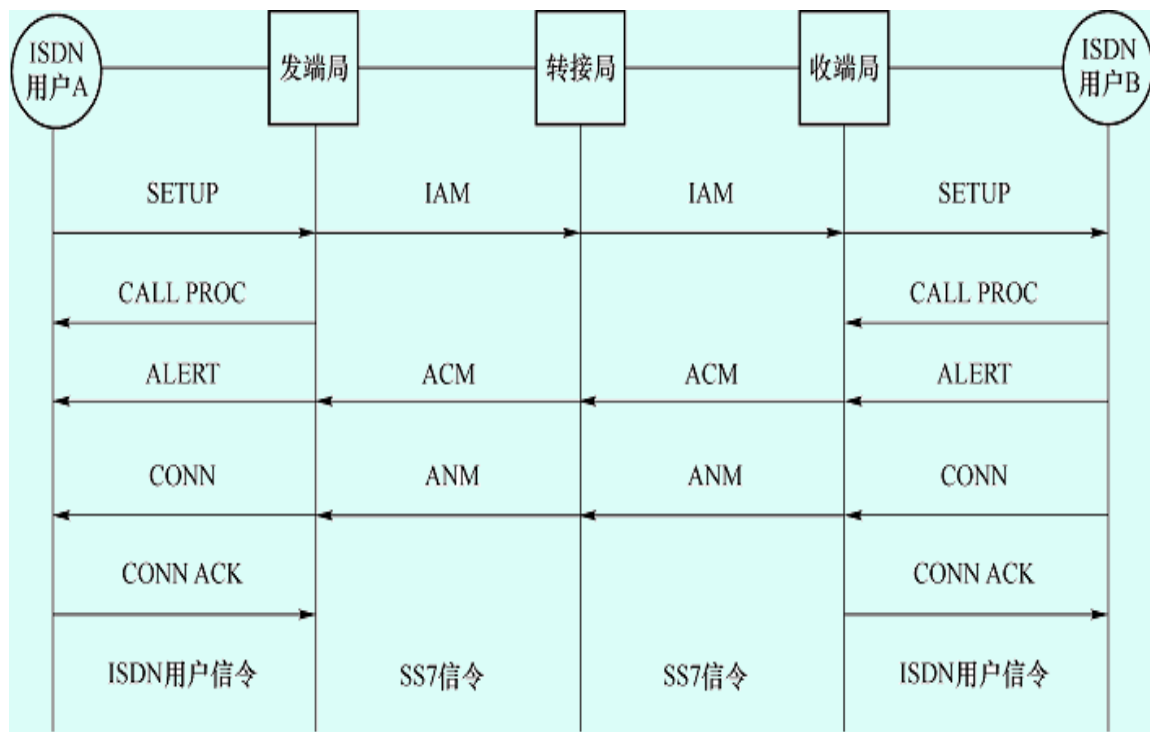 ISDN
用户A
发端局
转接局
收端局
ISDN
用户B
SETUP
IAM
IAM
SETUP
CALL PROC
CALL PROC
ALERT
ACM
ACM
ALERT
CONN
ANM
ANM
CONN
CONN ACK
CONN ACK
ISDN用户信令
SS7信令
SS7信令
ISDN用户信令